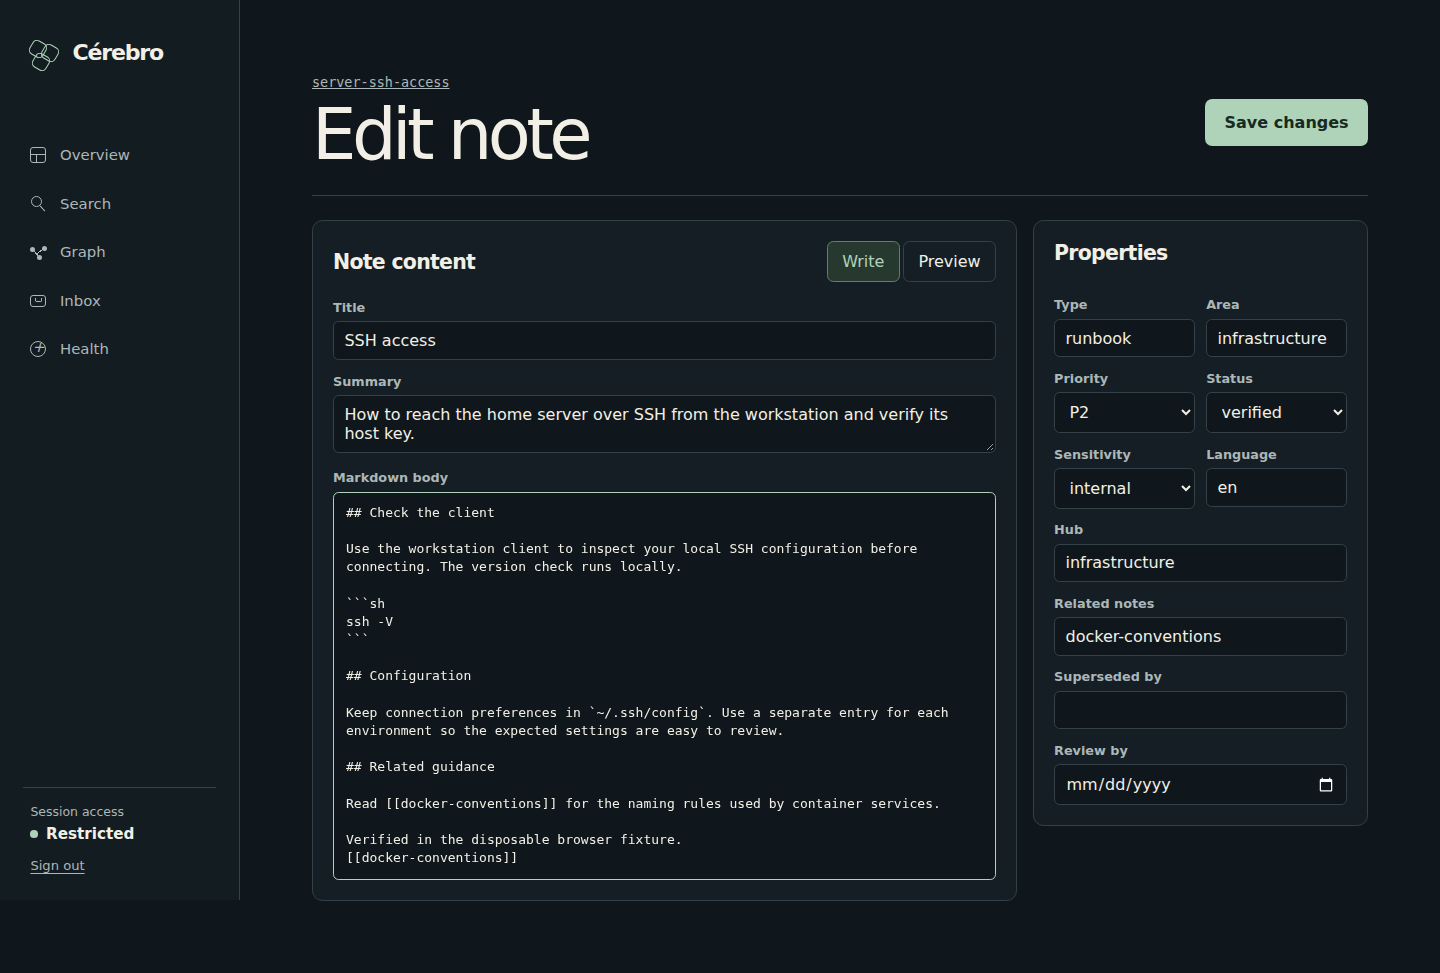 Cérebro
Overview
Search
Graph
Inbox
Health
Session access
Restricted
Sign out
server-ssh-access
Edit note
Save changes
Note content
Write
Preview
Title
SSH access
Summary
How to reach the home server over SSH from the workstation and verify its
host key.
Markdown body
## Check the client
Use the workstation client to inspect your local SSH configuration before
connecting. The version check runs locally.
```sh
ssh -V
```
## Configuration
Keep connection preferences in `~/.ssh/config`. Use a separate entry for each
environment so the expected settings are easy to review.
## Related guidance
Read [[docker-conventions]] for the naming rules used by container services.
Verified in the disposable browser fixture.
[[docker-conventions]]
Properties
Type
Area
runbook
infrastructure
Priority
Status
P2
verified
Sensitivity
Language
internal
en
Hub
infrastructure
Related notes
docker-conventions
Superseded by
Review by
mm/dd/yyyy